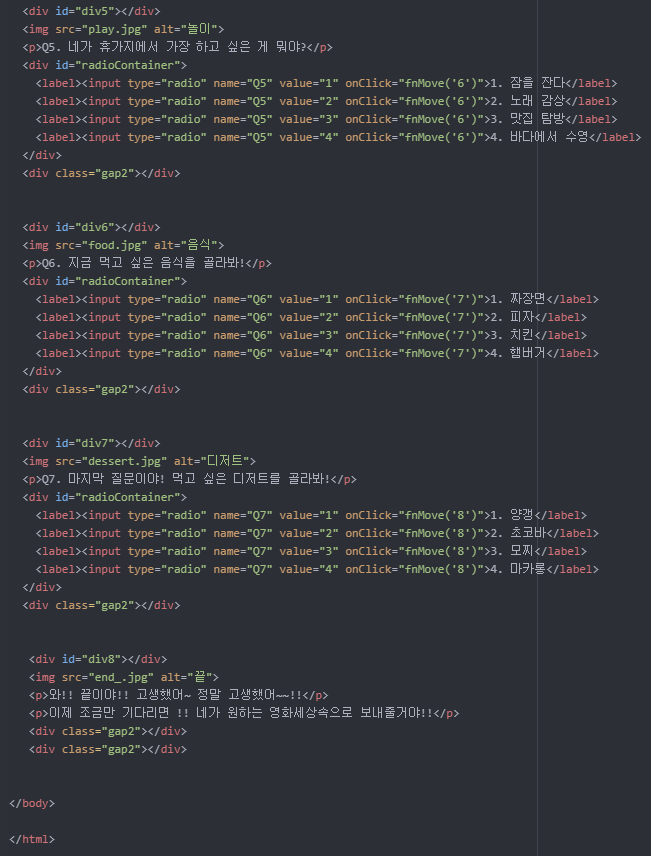 <div id="div5"></div>
<img src="play.jpg" alt="놀이">
<p>Q5. 네가 휴가지에서 가장 하고 싶은 게 뭐야?</p>
<div id="radioContainer">
<label><input type="radio" name="Q5" value="1" onClick="fnMove('6')">1. 잠을 잔다</label>
<label><input type="radio" name="Q5" value="2" onClick="fnMove('6')">2. 노래 감상</label>
<label><input type="radio" name="Q5" value="3" onClick="fnMove('6')">3. 맛집 탐방</label>
<label><input type="radio" name="Q5" value="4" onClick="fnMove('6')">4. 바다에서 수영</label>
</div>
<div class="gap2"></div>
<div id="div6"></div>
<img src="food.jpg" alt="음식">
<p>Q6. 지금 먹고 싶은 음식을 골라봐!</p>
<div id="radioContainer">
<label><input type="radio" name="Q6" value="1" onClick="fnMove('7')">1. 짜장면</label>
<label><input type="radio" name="Q6" value="2" onClick="fnMove('7')">2. 피자</label>
<label><input type="radio" name="Q6" value="3" onClick="fnMove('7')">3. 치킨</label>
<label><input type="radio" name="Q6" value="4" onClick="fnMove('7')">4. 햄버거</label>
</div>
<div class="gap2"></div>
<div id="div7"></div>
<img src="dessert.jpg" alt="디저트">
<p>Q7. 마지막 질문이야! 먹고 싶은 디저트를 골라봐!</p>
<div id="radioContainer">
<label><input type="radio" name="Q7" value="1" onClick="fnMove('8')">1. 양갱</label>
<label><input type="radio" name="Q7" value="2" onClick="fnMove('8')">2. 초코바</label>
<label><input type="radio" name="Q7" value="3" onClick="fnMove('8')">3. 모찌</label>
<label><input type="radio" name="Q7" value="4" onClick="fnMove('8')">4. 마카롱</label>
</div>
<div class="gap2"></div>
<div id="div8"></div>
<img src="end_.jpg" alt="끝">
<p>와!! 끝이야!! 고생했어~ 정말 고생했어~~!!</p>
<p>이제 조금만 기다리면 !! 네가 원하는 영화세상속으로 보내줄거야!!</p>
<div class="gap2"></div>
<div class="gap2"></div>
</body>
</html>